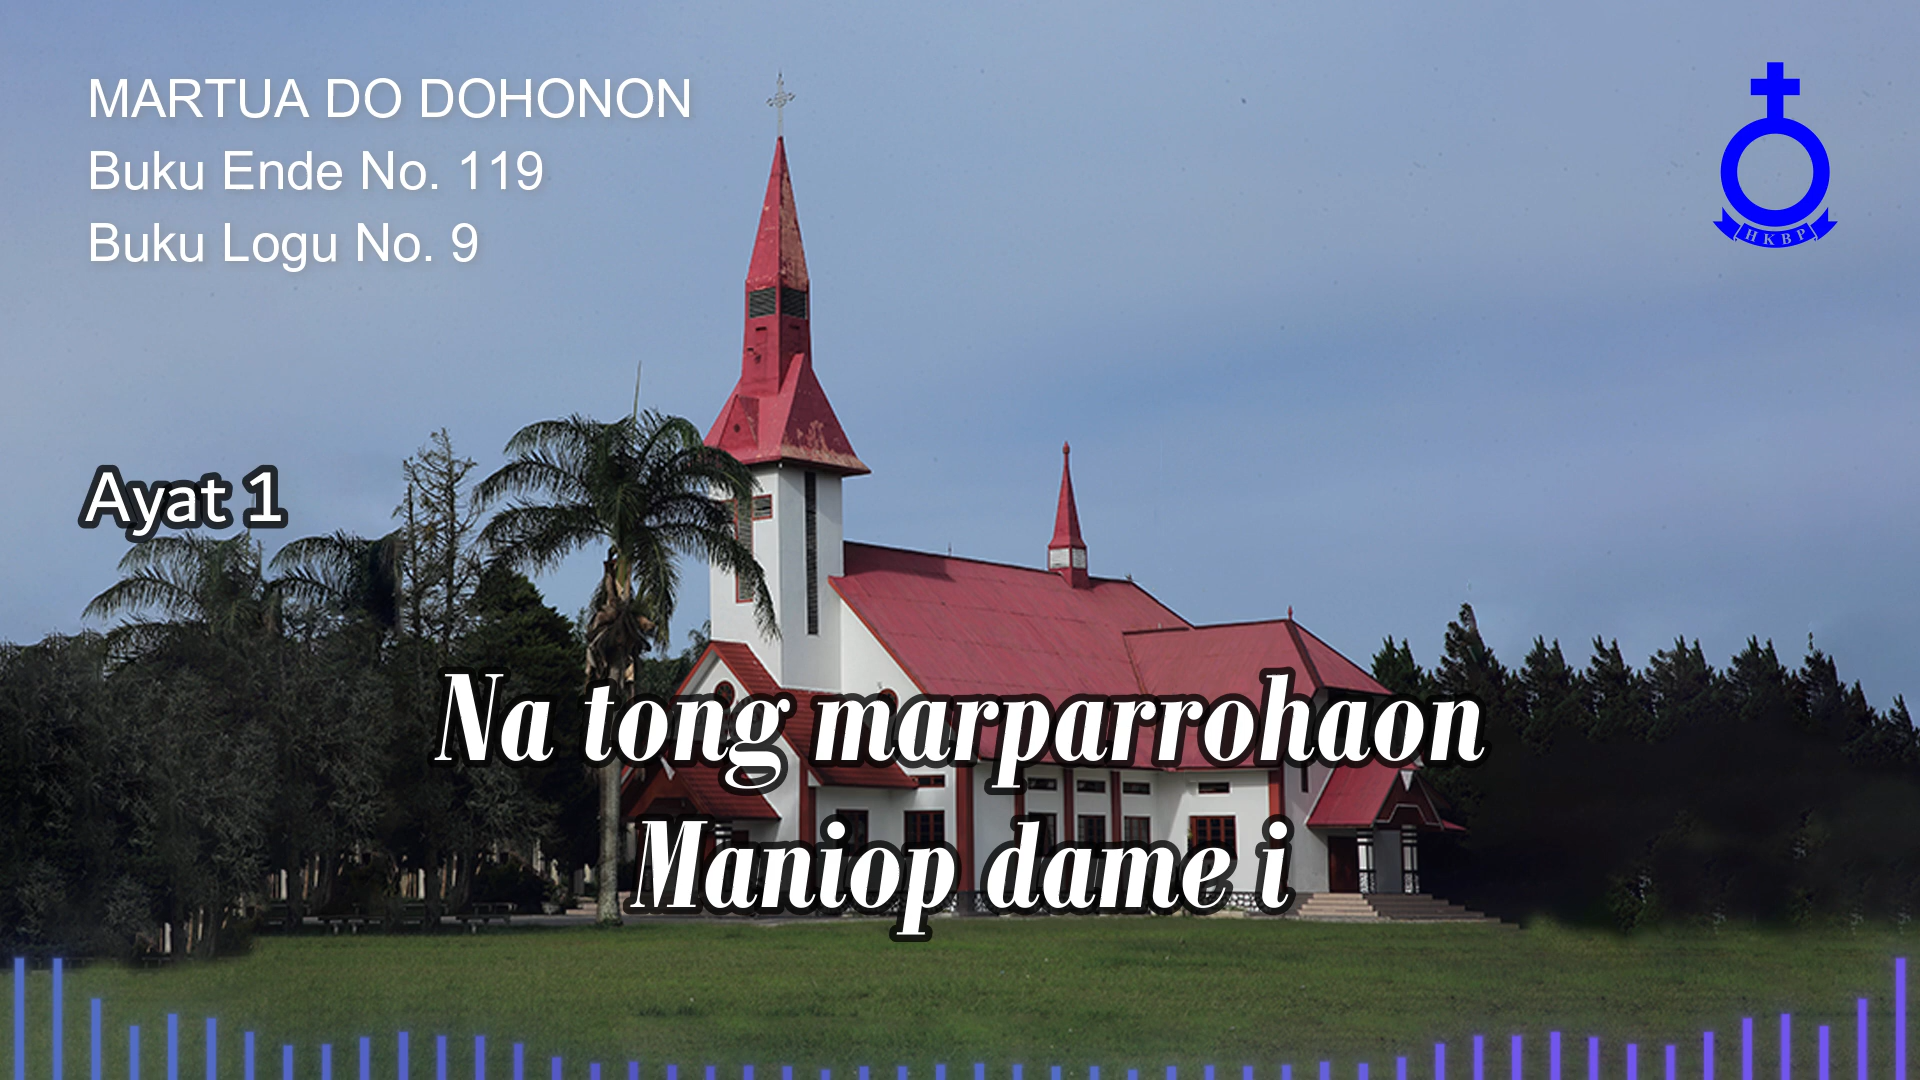 MARTUA DO DOHONON
Buku Ende No. 119
Buku Logu No. 9
HKBP
Ayat 1
Na tong marparrohaon
Maniop dame i